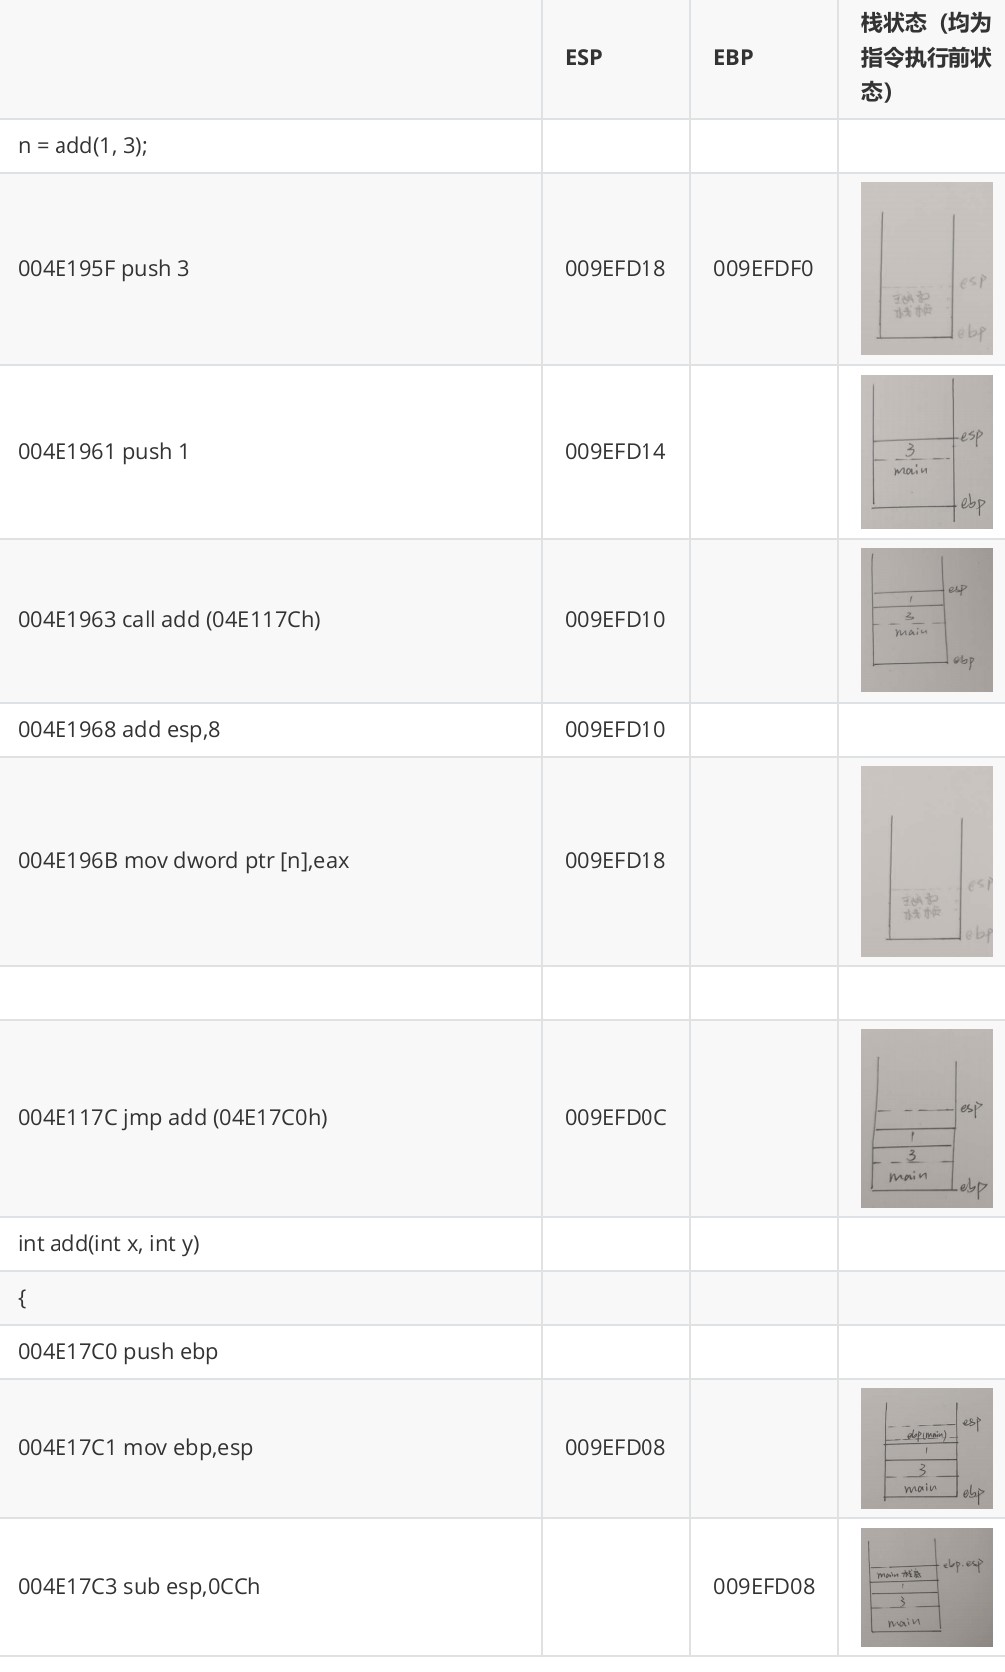 ESP
EBP
栈状态（均为
指令执行前状
态）
n = add(1, 3);
004E195F push 3
009EFD18
009EFDF0
esp
ebp
004E1961 push 1
009EFD14
esp
3
main
ebp
004E1963 call add (04E117Ch)
009EFD10
esp
1
3
main
ebp
004E1968 add esp,8
009EFD10
004E196B mov dword ptr [n],eax
009EFD18
esp
ebp
004E117C jmp add (04E17C0h)
009EFD0C
esp
1
3
main
ebp
int add(int x, int y)
{
004E17C0 push ebp
004E17C1 mov ebp,esp
009EFD08
esp
ebp(main)
1
3
main
ebp
004E17C3 sub esp,0CCh
009EFD08
ebp.esp
main
1
3
main